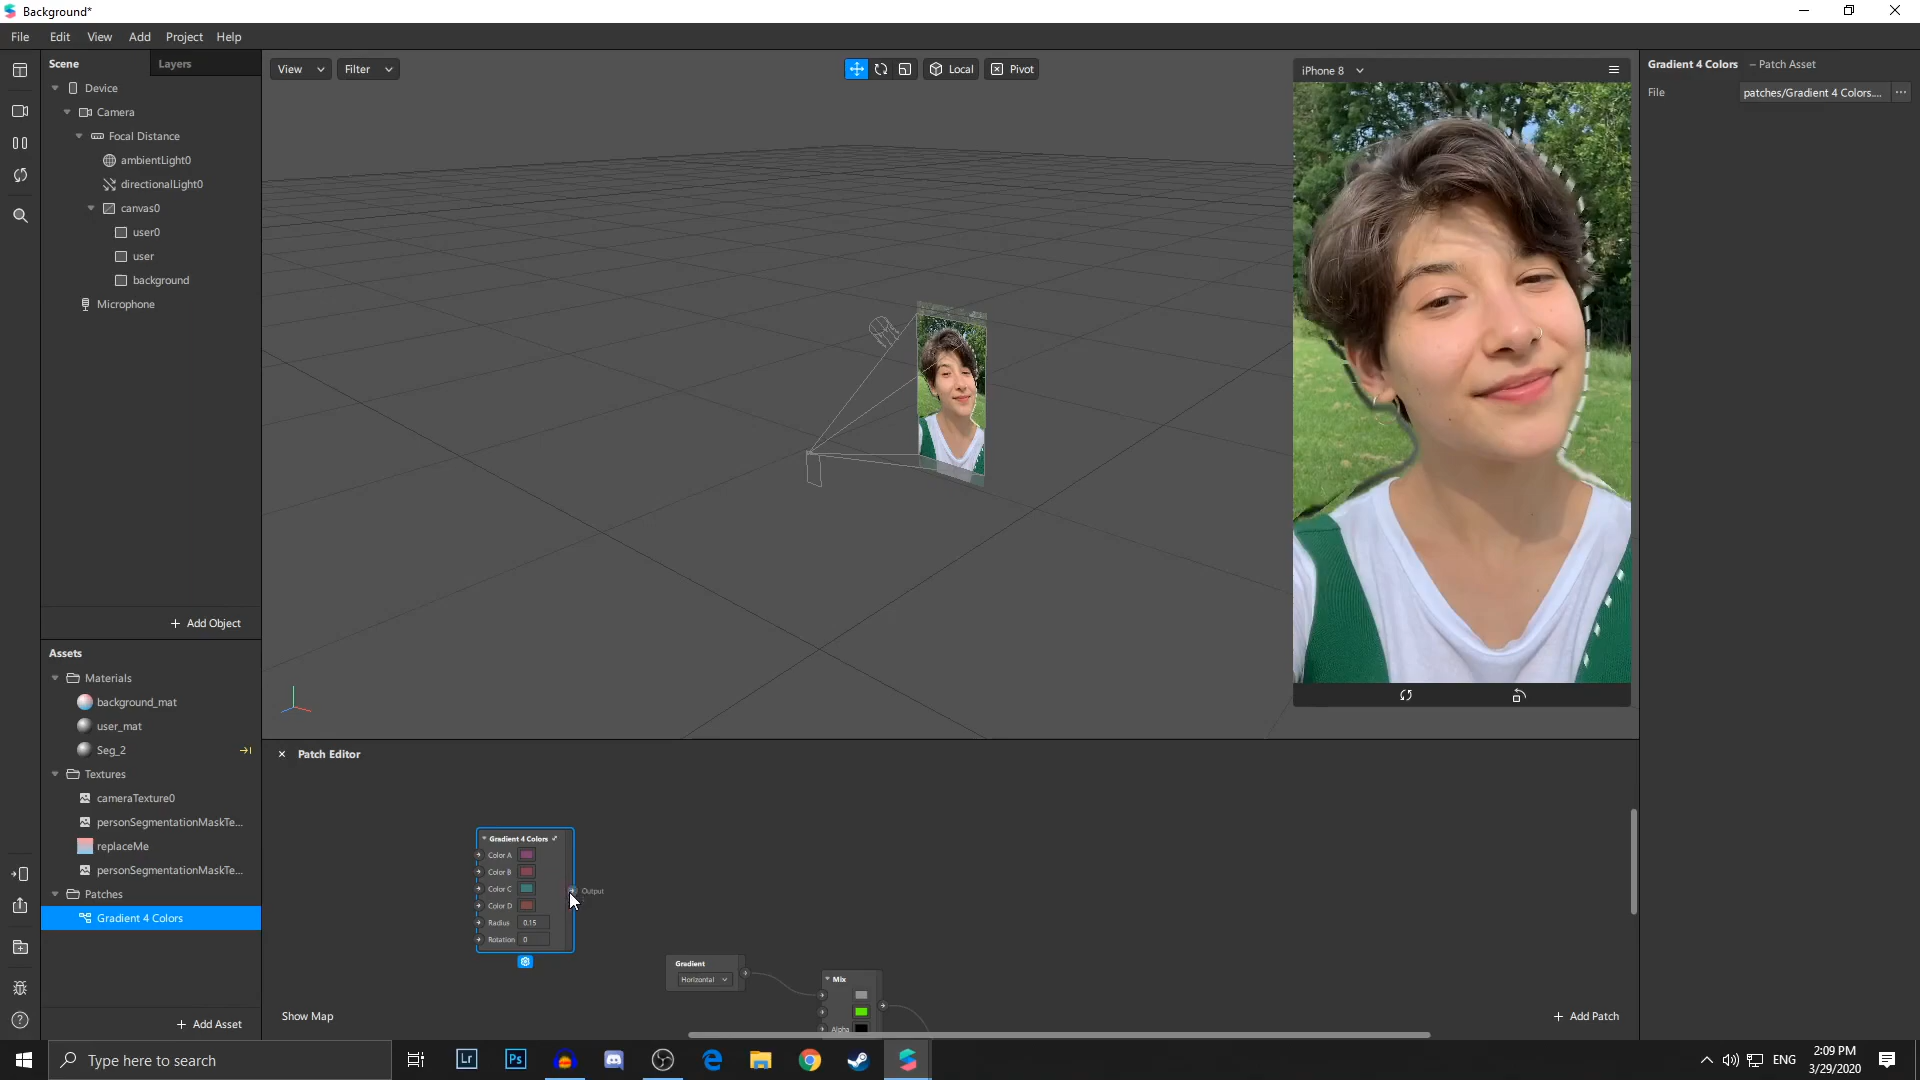 Background*
File Edit View Add Project Help
Scene Layers
Device
Camera
Focal Distance
ambientLight0
directionalLight0
canvas0
user0
user
background
Microphone
+ Add Object
Assets
Materials
background_mat
user_mat
Seg_2
Textures
cameraTexture0
personSegmentationMaskTe...
replaceMe
personSegmentationMaskTe...
Patches
Gradient 4 Colors
+ Add Asset
View Filter Local Pivot
iPhone 8
Gradient 4 Colors – Patch Asset
File patches/Gradient 4 Colors.... ...
Patch Editor
Gradient 4 Colors
Color A
Color B
Color C
Color D
Radius 0.15
Rotation 0
Output
Gradient
Horizontal
Mix
Alpha
Show Map
+ Add Patch
Type here to search
Lr
Ps
ENG
2:09 PM
3/29/2020